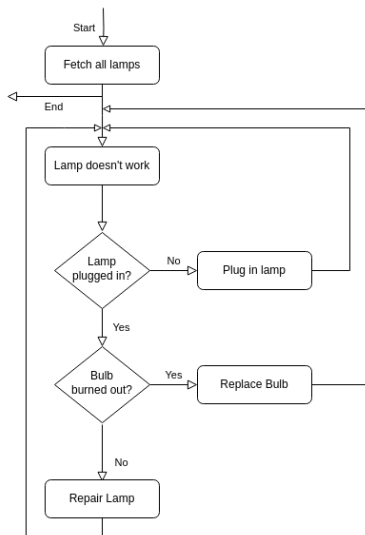 Start
Fetch all lamps
End
Lamp doesn't work
Lamp
plugged in?
No
Plug in lamp
Yes
Bulb
burned out?
Yes
Replace Bulb
No
Repair Lamp